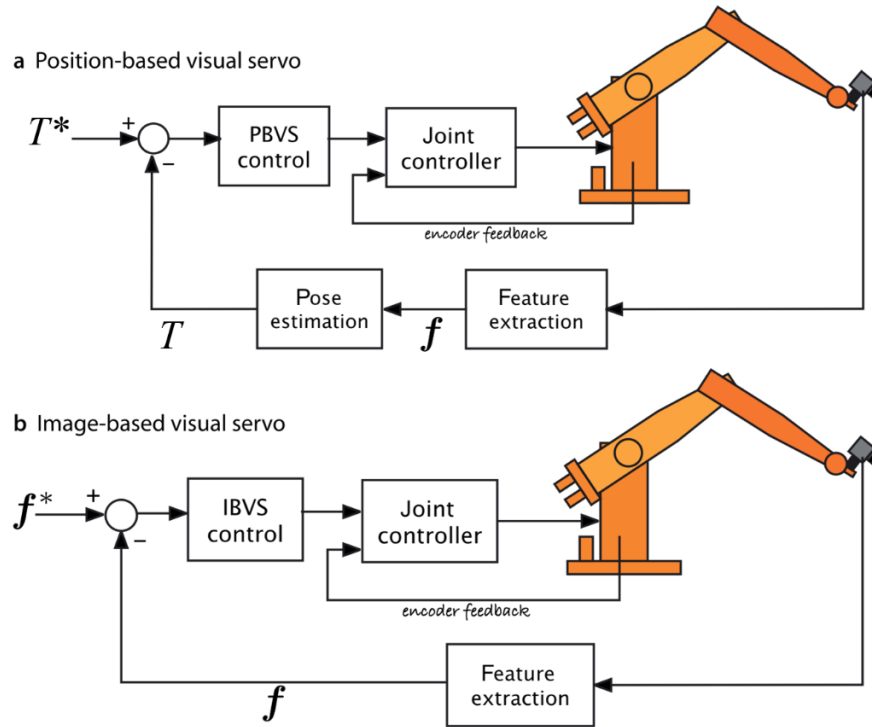 a Position-based visual servo
T*
+
−
PBVS
control
Joint
controller
encoder feedback
Pose
estimation
Feature
extraction
T
f
b Image-based visual servo
f*
+
−
IBVS
control
Joint
controller
encoder feedback
Feature
extraction
f